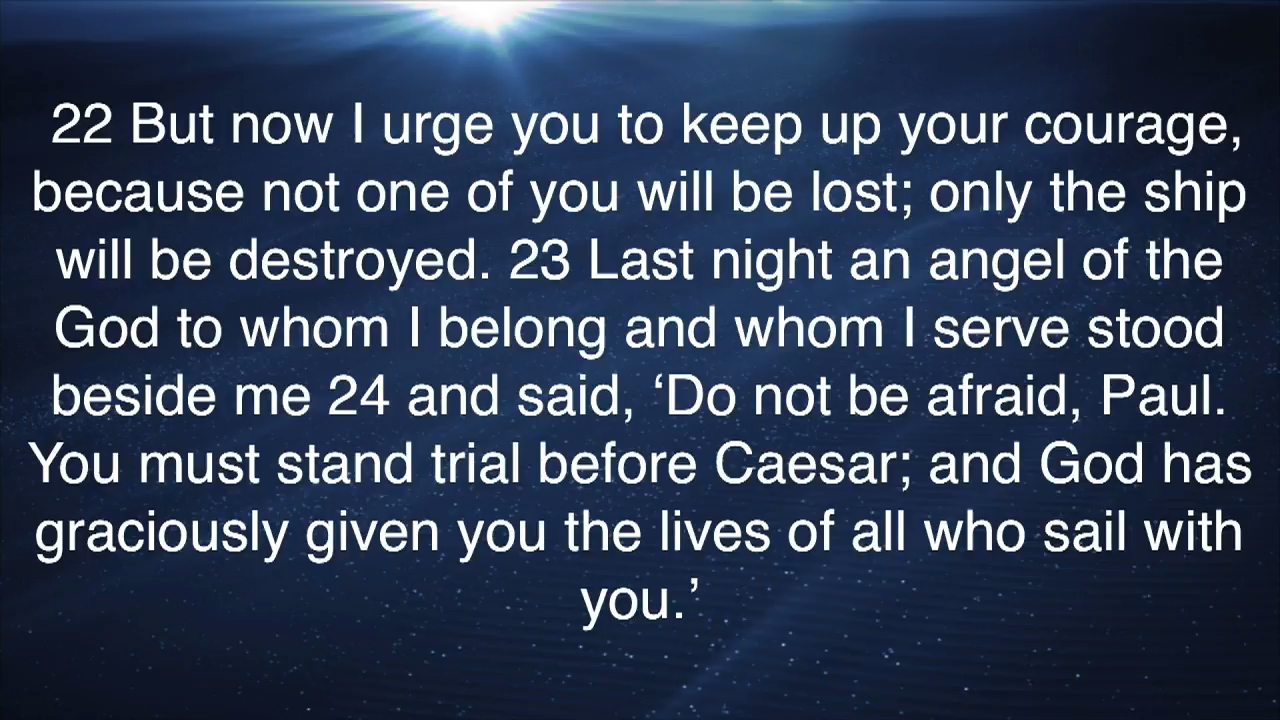 22 But now I urge you to keep up your courage,
because not one of you will be lost; only the ship
will be destroyed. 23 Last night an angel of the
God to whom I belong and whom I serve stood
beside me 24 and said, ‘Do not be afraid, Paul.
You must stand trial before Caesar; and God has
graciously given you the lives of all who sail with
you.’